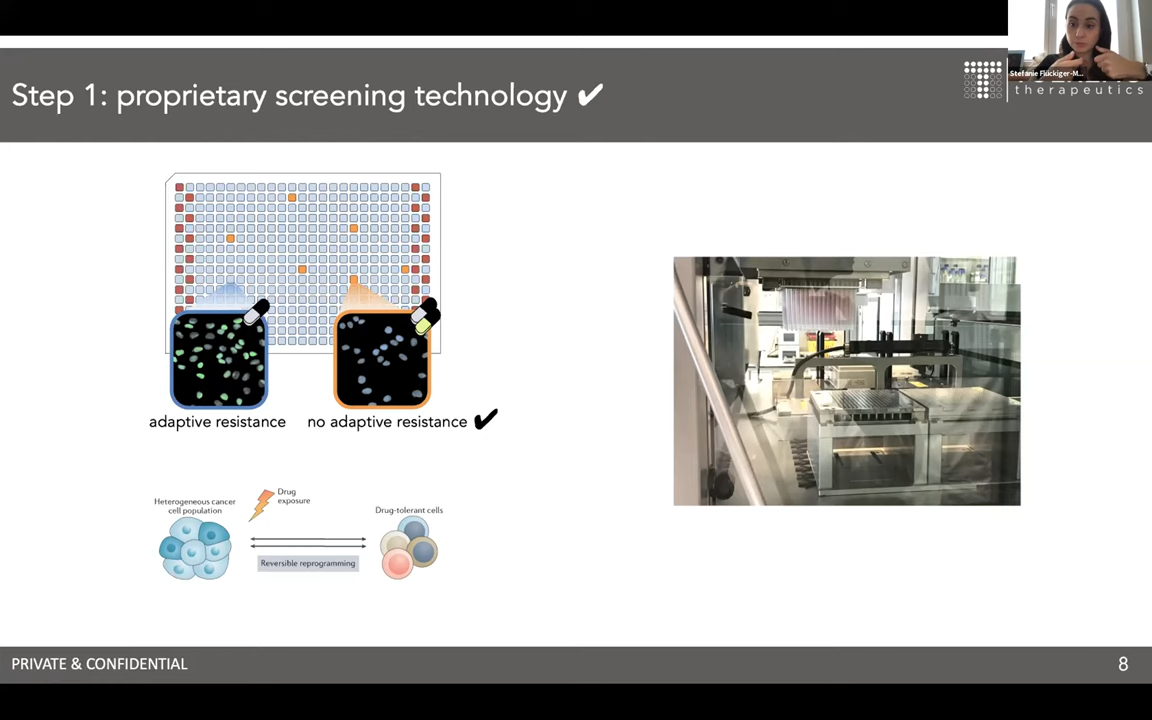 Step 1: proprietary screening technology ✔
Stefanie Flückiger-M...
therapeutics
adaptive resistance
no adaptive resistance ✔
Heterogeneous cancer
cell population
Drug
exposure
Drug-tolerant cells
Reversible reprogramming
PRIVATE & CONFIDENTIAL
8